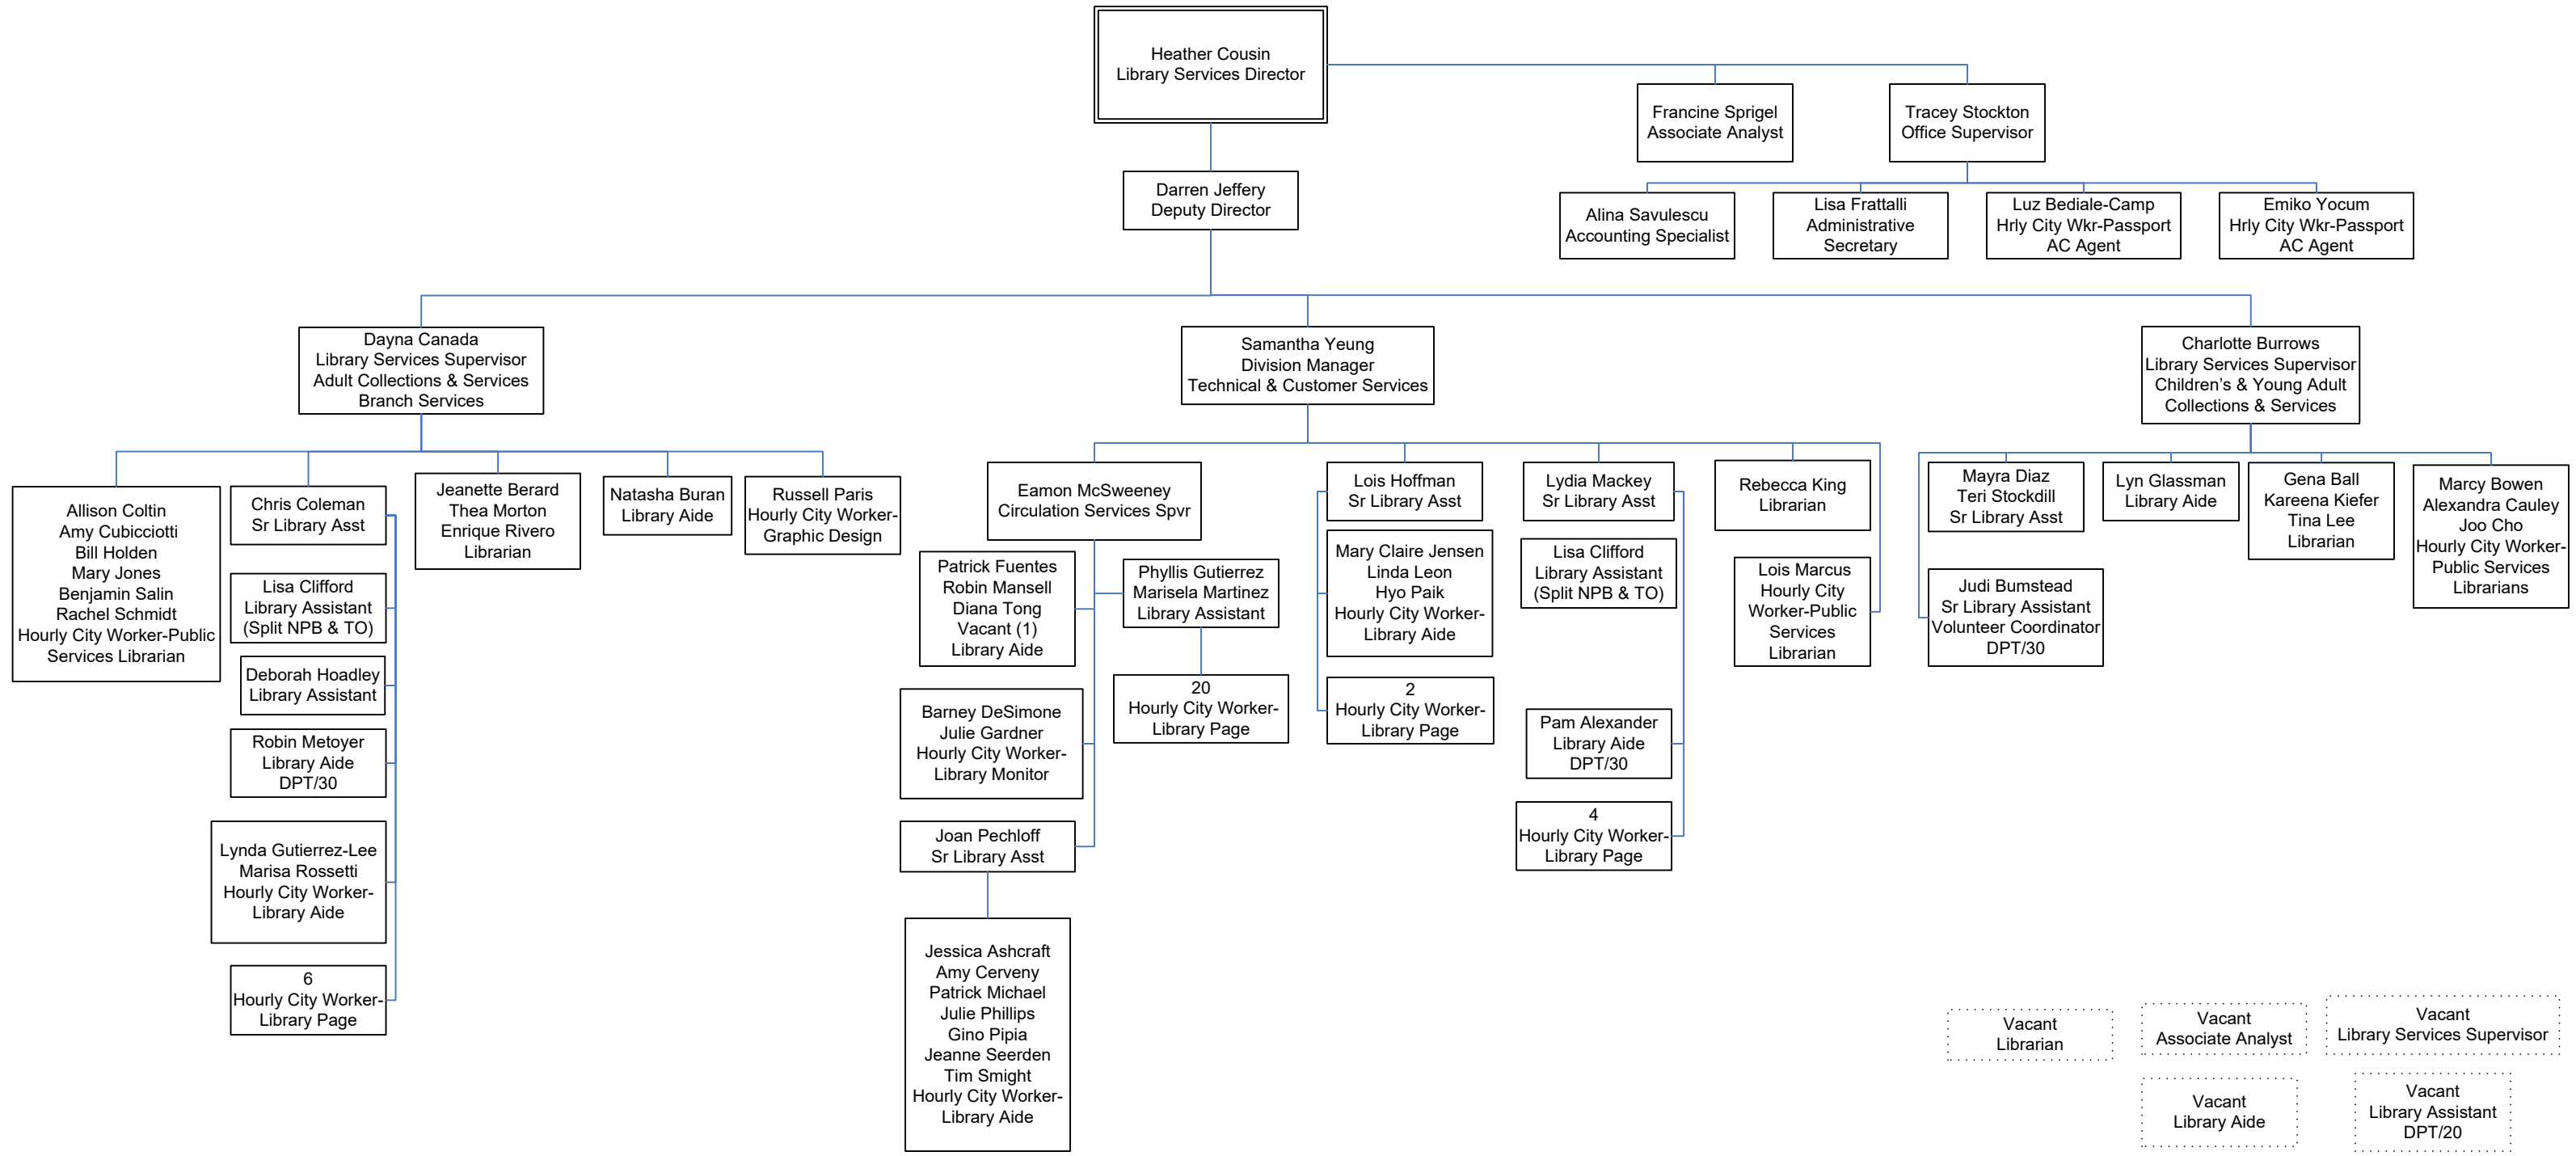 Heather Cousin
Library Services Director
Francine Sprigel
Associate Analyst
Tracey Stockton
Office Supervisor
Darren Jeffery
Deputy Director
Alina Savulescu
Accounting Specialist
Lisa Frattalli
Administrative
Secretary
Luz Bediale-Camp
Hrly City Wkr-Passport
AC Agent
Emiko Yocum
Hrly City Wkr-Passport
AC Agent
Dayna Canada
Library Services Supervisor
Adult Collections & Services
Branch Services
Samantha Yeung
Division Manager
Technical & Customer Services
Charlotte Burrows
Library Services Supervisor
Children’s & Young Adult
Collections & Services
Allison Coltin
Amy Cubicciotti
Bill Holden
Mary Jones
Benjamin Salin
Rachel Schmidt
Hourly City Worker-Public
Services Librarian
Chris Coleman
Sr Library Asst
Lisa Clifford
Library Assistant
(Split NPB & TO)
Deborah Hoadley
Library Assistant
Robin Metoyer
Library Aide
DPT/30
Lynda Gutierrez-Lee
Marisa Rossetti
Hourly City Worker-
Library Aide
6
Hourly City Worker-
Library Page
Jeanette Berard
Thea Morton
Enrique Rivero
Librarian
Natasha Buran
Library Aide
Russell Paris
Hourly City Worker-
Graphic Design
Eamon McSweeney
Circulation Services Spvr
Patrick Fuentes
Robin Mansell
Diana Tong
Vacant (1)
Library Aide
Phyllis Gutierrez
Marisela Martinez
Library Assistant
20
Hourly City Worker-
Library Page
Barney DeSimone
Julie Gardner
Hourly City Worker-
Library Monitor
Joan Pechloff
Sr Library Asst
Jessica Ashcraft
Amy Cerveny
Patrick Michael
Julie Phillips
Gino Pipia
Jeanne Seerden
Tim Smight
Hourly City Worker-
Library Aide
Lois Hoffman
Sr Library Asst
Mary Claire Jensen
Linda Leon
Hyo Paik
Hourly City Worker-
Library Aide
2
Hourly City Worker-
Library Page
Lydia Mackey
Sr Library Asst
Lisa Clifford
Library Assistant
(Split NPB & TO)
Pam Alexander
Library Aide
DPT/30
4
Hourly City Worker-
Library Page
Rebecca King
Librarian
Lois Marcus
Hourly City
Worker-Public
Services
Librarian
Mayra Diaz
Teri Stockdill
Sr Library Asst
Judi Bumstead
Sr Library Assistant
Volunteer Coordinator
DPT/30
Lyn Glassman
Library Aide
Gena Ball
Kareena Kiefer
Tina Lee
Librarian
Marcy Bowen
Alexandra Cauley
Joo Cho
Hourly City Worker-
Public Services
Librarians
Vacant
Librarian
Vacant
Associate Analyst
Vacant
Library Services Supervisor
Vacant
Library Aide
Vacant
Library Assistant
DPT/20